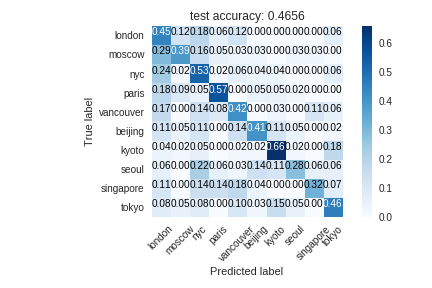 test accuracy: 0.4656
london 0.45 0.12 0.18 0.06 0.12 0.00 0.00 0.00 0.00 0.06
moscow 0.29 0.39 0.16 0.05 0.03 0.03 0.00 0.03 0.03 0.00
nyc 0.24 0.02 0.53 0.02 0.06 0.04 0.04 0.00 0.00 0.06
paris 0.18 0.09 0.05 0.57 0.00 0.05 0.05 0.02 0.00 0.00
vancouver 0.17 0.00 0.14 0.08 0.42 0.00 0.03 0.00 0.11 0.06
beijing 0.11 0.05 0.11 0.00 0.14 0.41 0.11 0.05 0.00 0.02
kyoto 0.04 0.02 0.05 0.00 0.02 0.02 0.66 0.02 0.00 0.18
seoul 0.06 0.00 0.22 0.06 0.03 0.14 0.11 0.28 0.06 0.06
singapore 0.11 0.00 0.14 0.14 0.18 0.04 0.00 0.00 0.32 0.07
tokyo 0.08 0.05 0.08 0.00 0.10 0.03 0.15 0.05 0.00 0.46
True label
london moscow nyc paris vancouver beijing kyoto seoul singapore tokyo
Predicted label
0.6
0.5
0.4
0.3
0.2
0.1
0.0